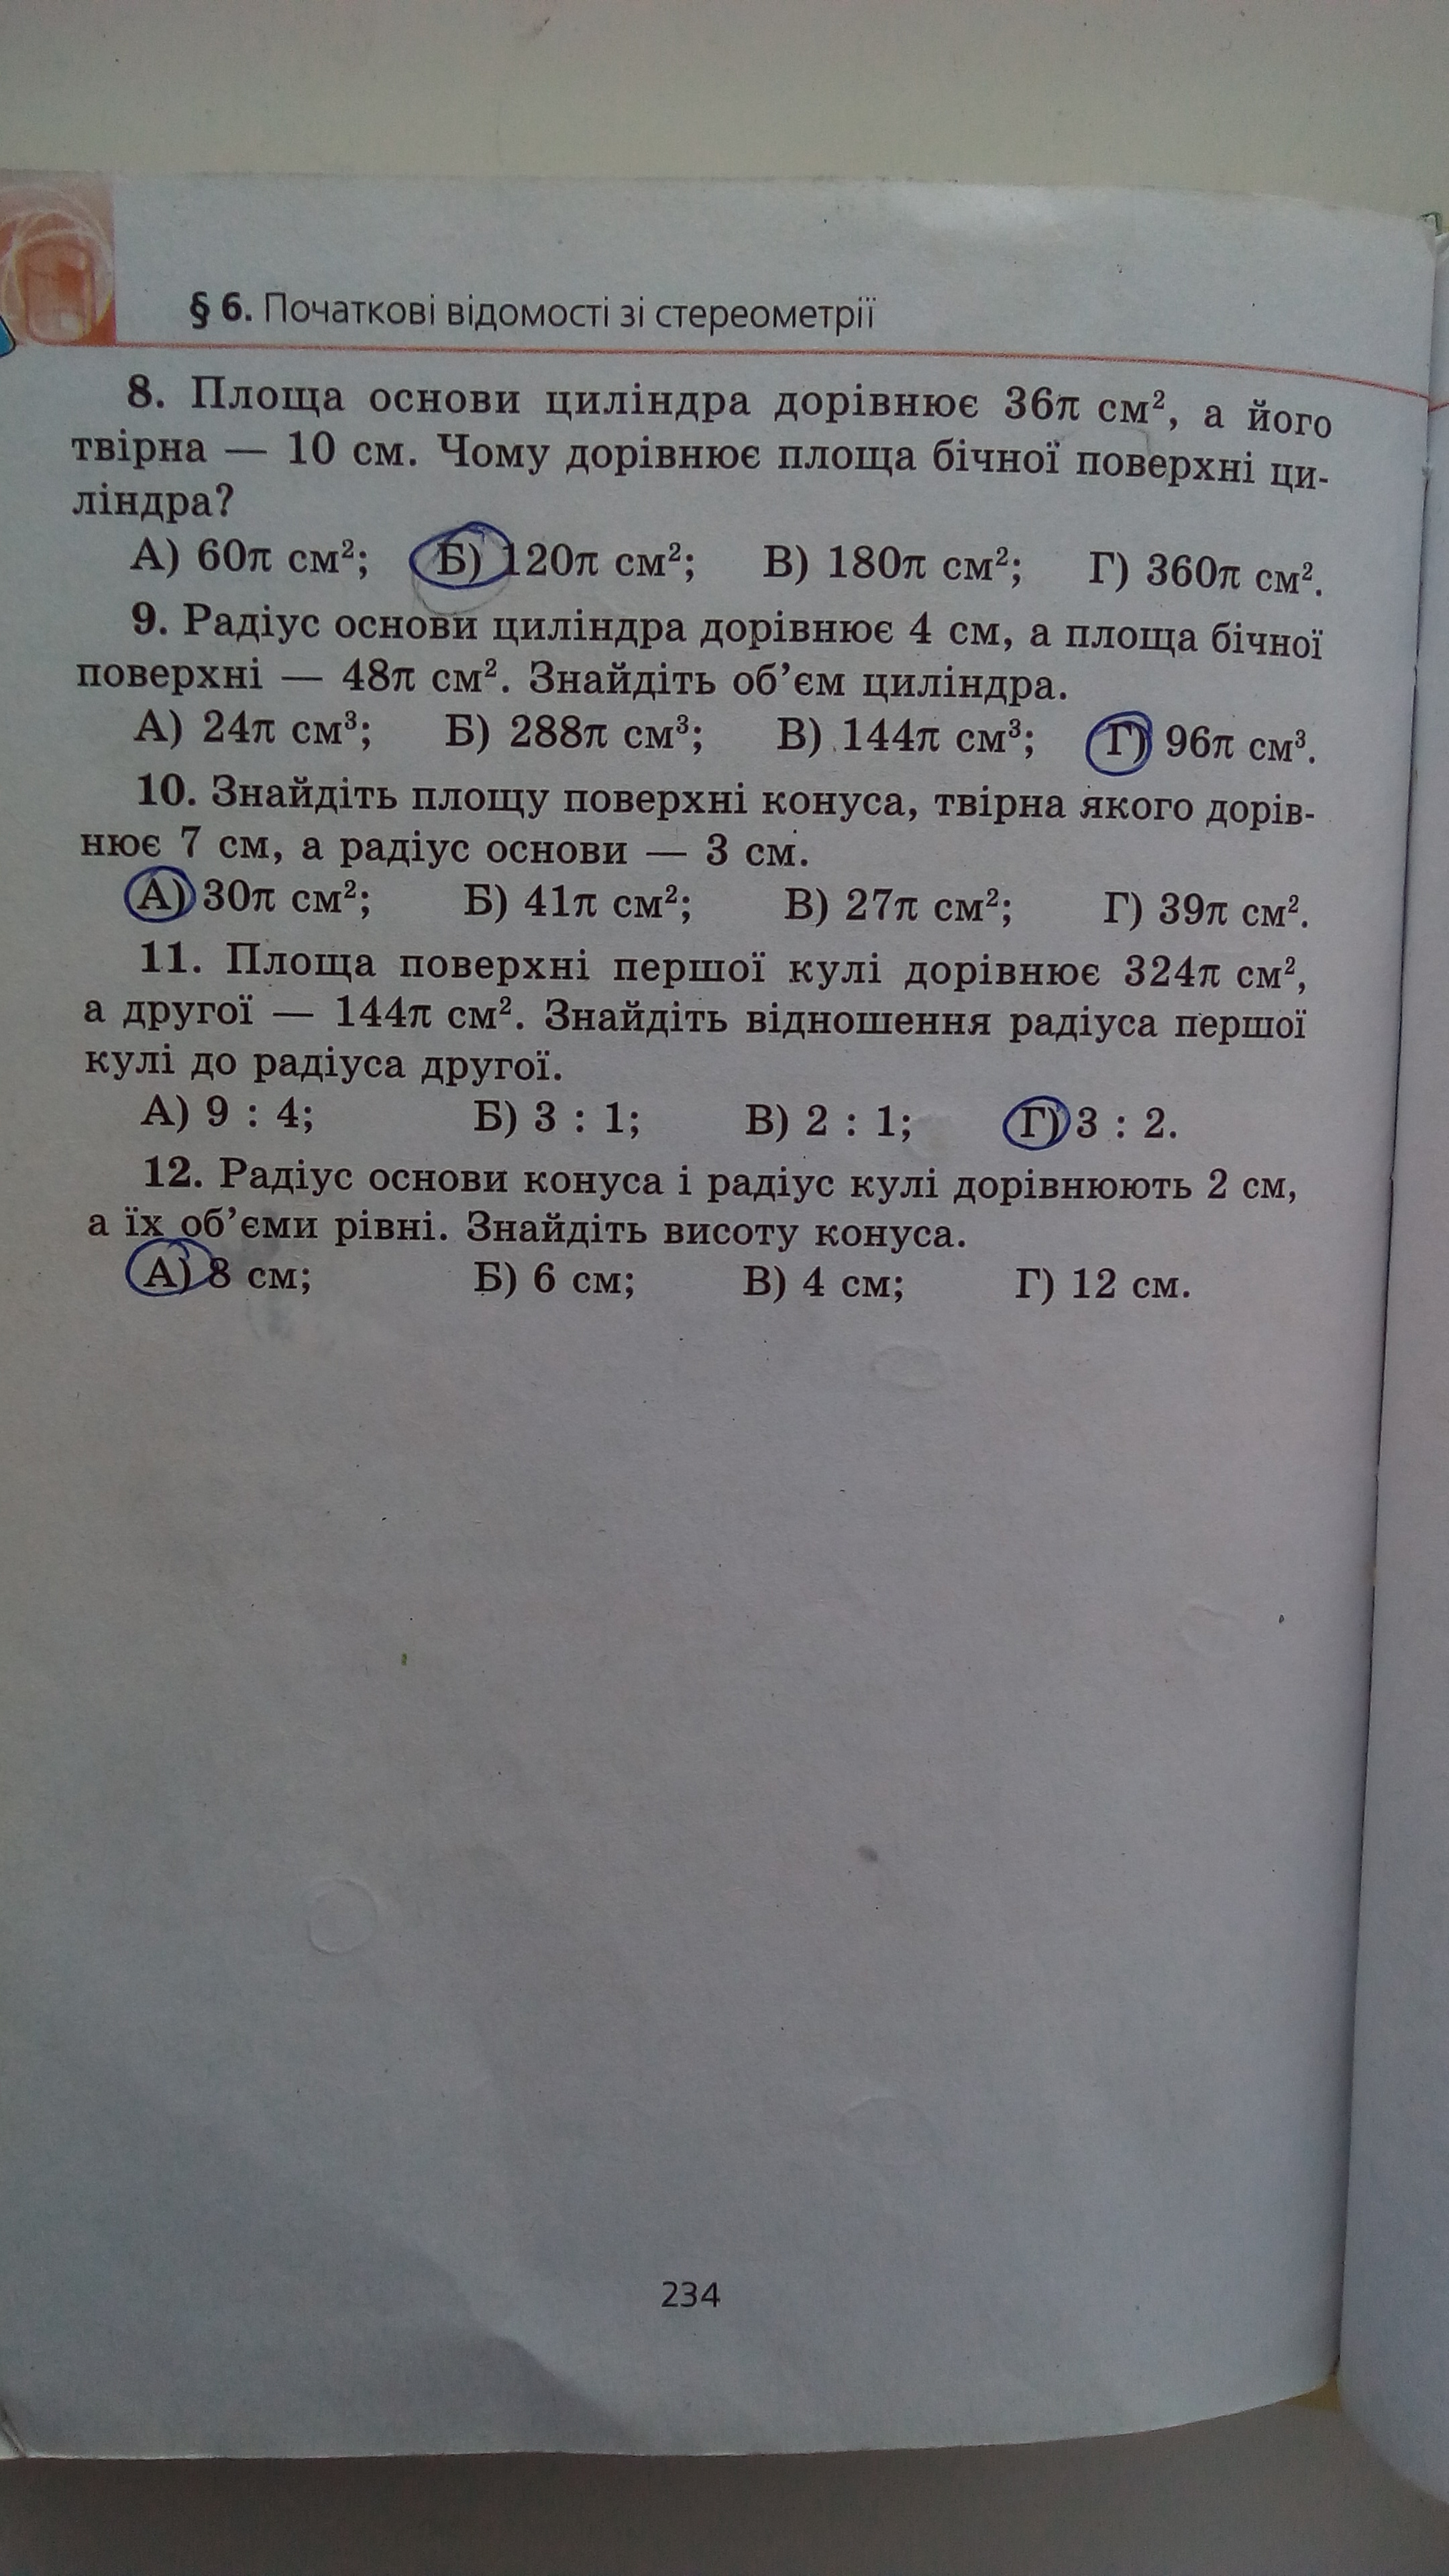 § 6. Початкові відомості зі стереометрії
8. Площа основи циліндра дорівнює 36π см², а його
твірна — 10 см. Чому дорівнює площа бічної поверхні ци-
ліндра?
А) 60π см²; Б) 120π см²; В) 180π см²; Г) 360π см².
9. Радіус основи циліндра дорівнює 4 см, а площа бічної
поверхні — 48π см². Знайдіть об’єм циліндра.
А) 24π см³; Б) 288π см³; В) 144π см³; Г) 96π см³.
10. Знайдіть площу поверхні конуса, твірна якого дорів-
нює 7 см, а радіус основи — 3 см.
А) 30π см²; Б) 41π см²; В) 27π см²; Г) 39π см².
11. Площа поверхні першої кулі дорівнює 324π см²,
а другої — 144π см². Знайдіть відношення радіуса першої
кулі до радіуса другої.
А) 9 : 4; Б) 3 : 1; В) 2 : 1; Г) 3 : 2.
12. Радіус основи конуса і радіус кулі дорівнюють 2 см,
а їх об’єми рівні. Знайдіть висоту конуса.
А) 8 см; Б) 6 см; В) 4 см; Г) 12 см.
234